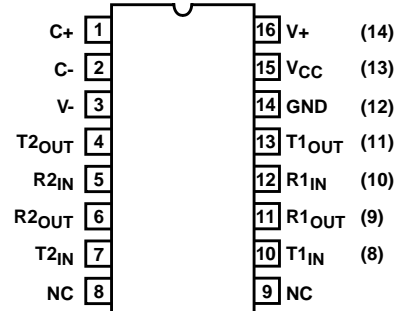 C+ 1 16 V+ (14)
C- 2 15 VCC (13)
V- 3 14 GND (12)
T2OUT 4 13 T1OUT (11)
R2IN 5 12 R1IN (10)
R2OUT 6 11 R1OUT (9)
T2IN 7 10 T1IN (8)
NC 8 9 NC